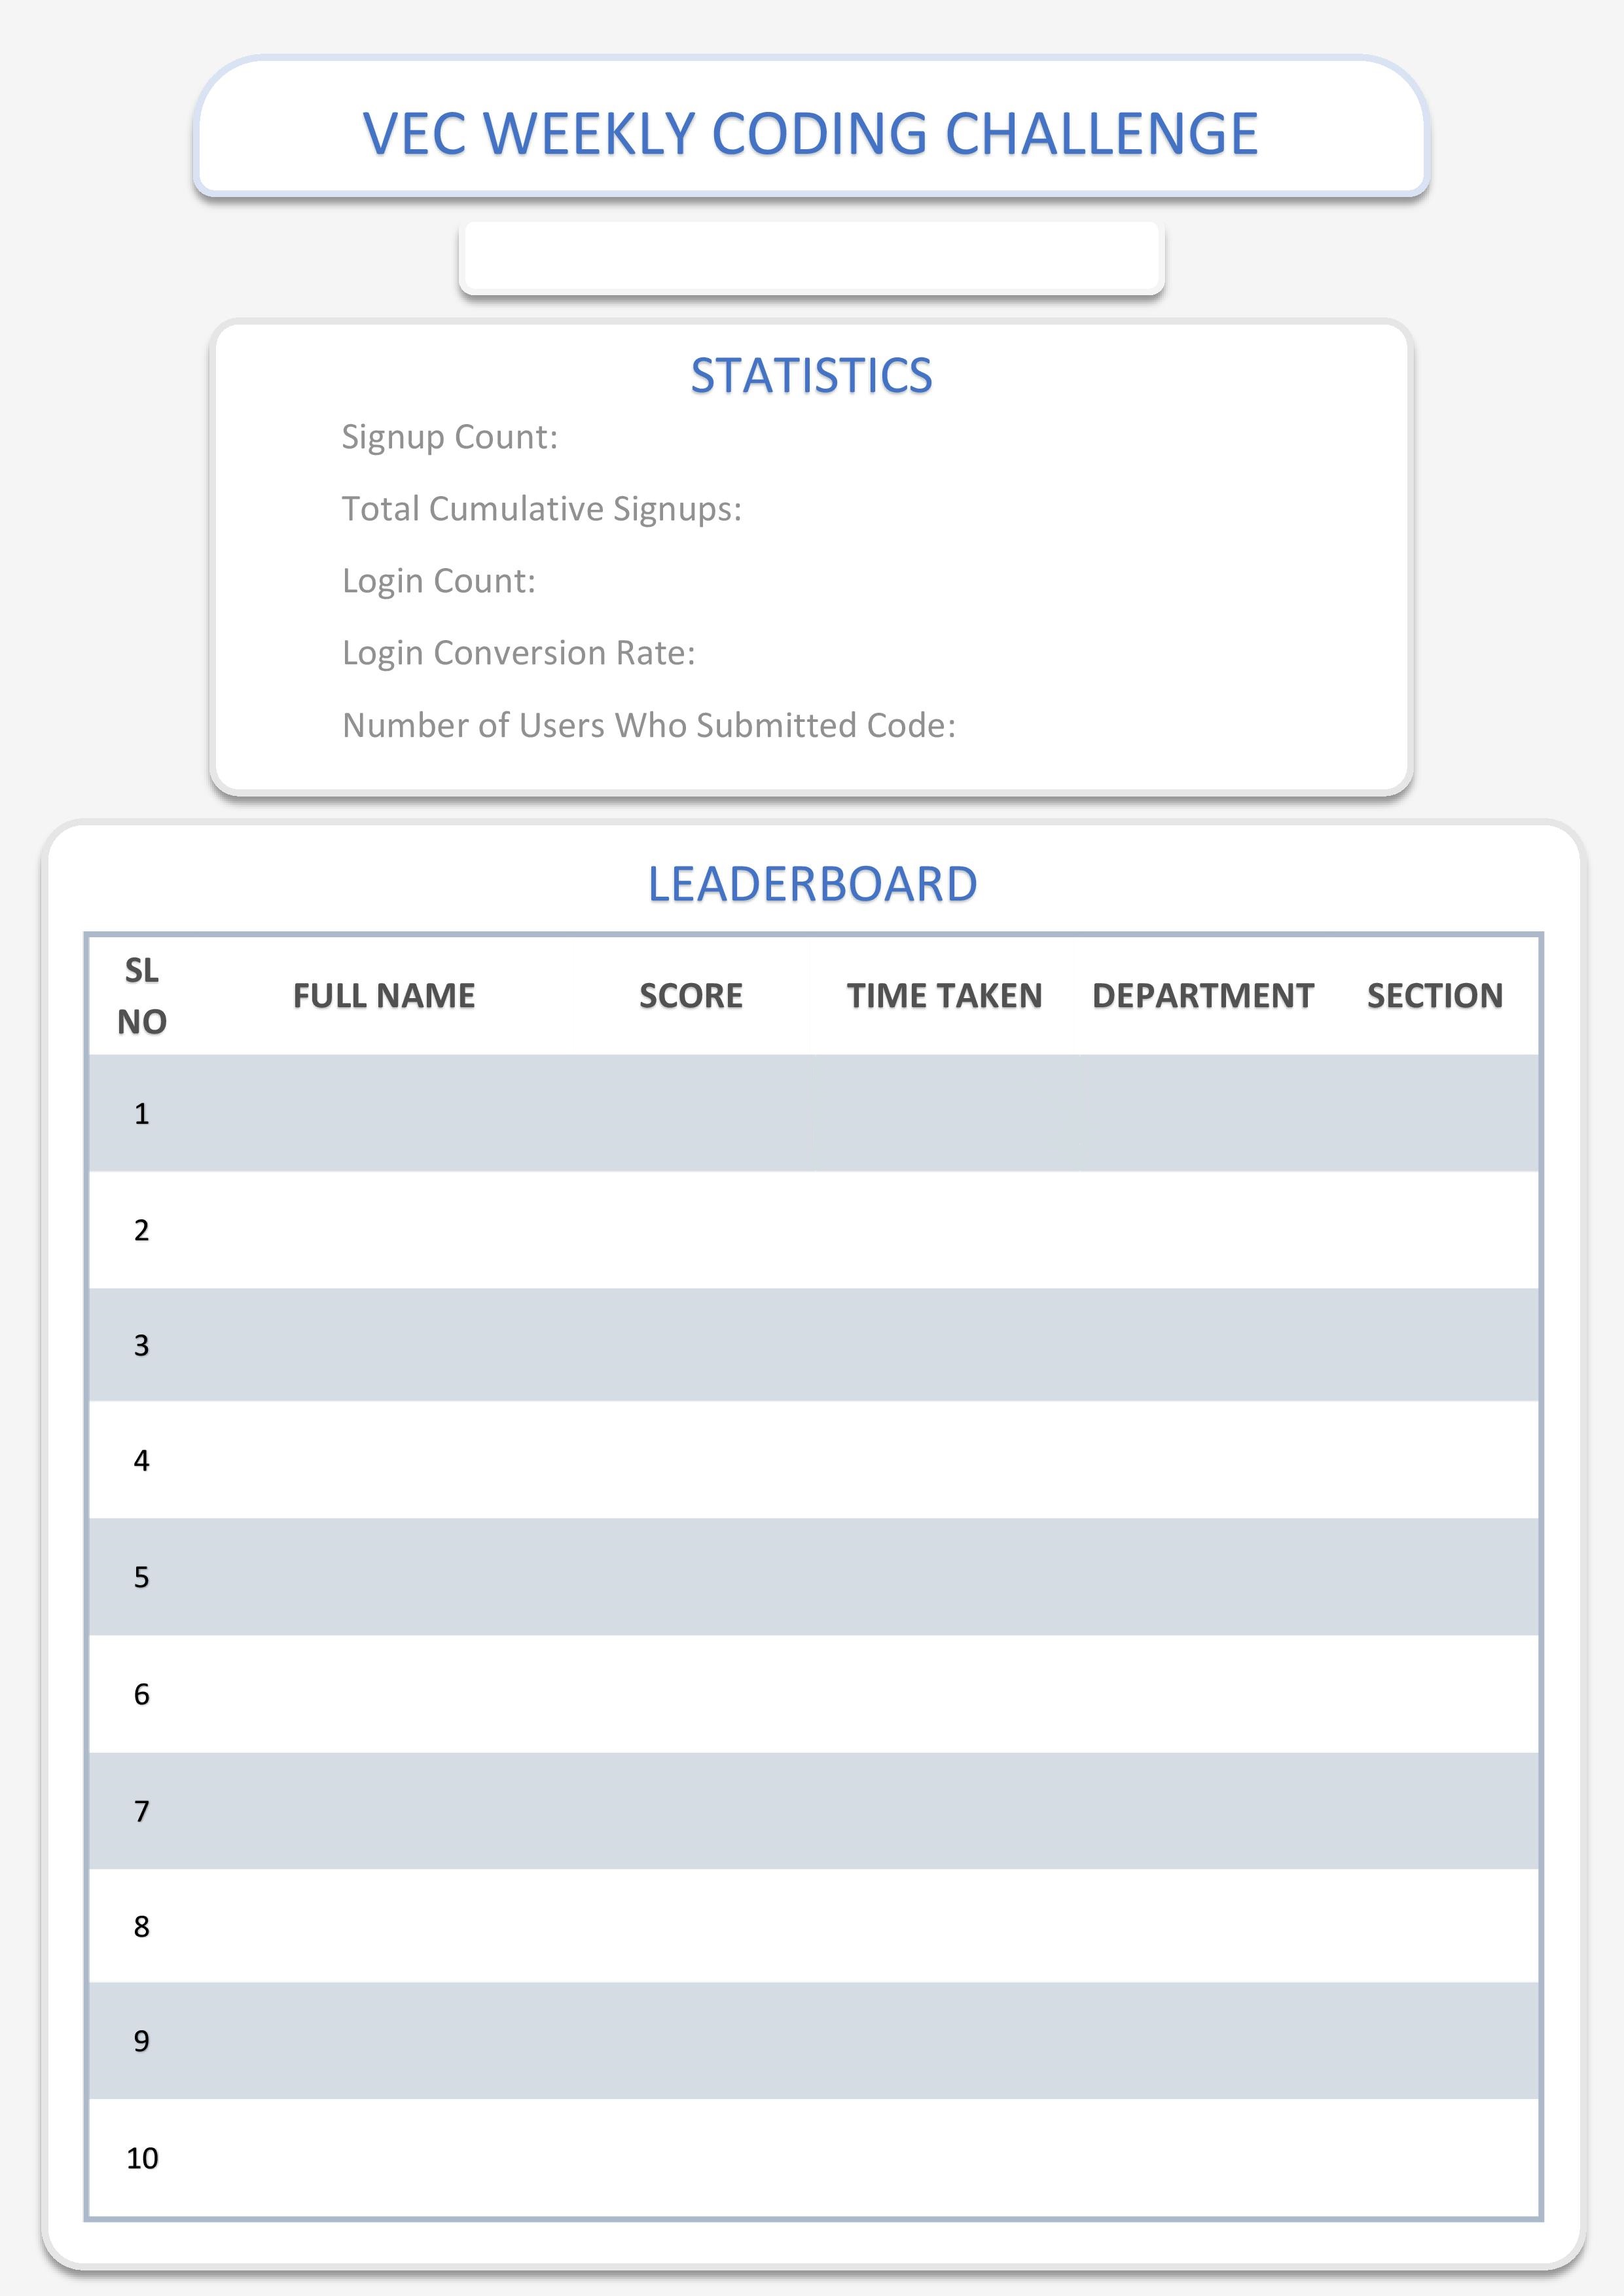 VEC WEEKLY CODING CHALLENGE
STATISTICS
Signup Count:
Total Cumulative Signups:
Login Count:
Login Conversion Rate:
Number of Users Who Submitted Code:
LEADERBOARD
SL
NO
FULL NAME SCORE TIME TAKEN DEPARTMENT SECTION
1
2
3
4
5
6
7
8
9
10